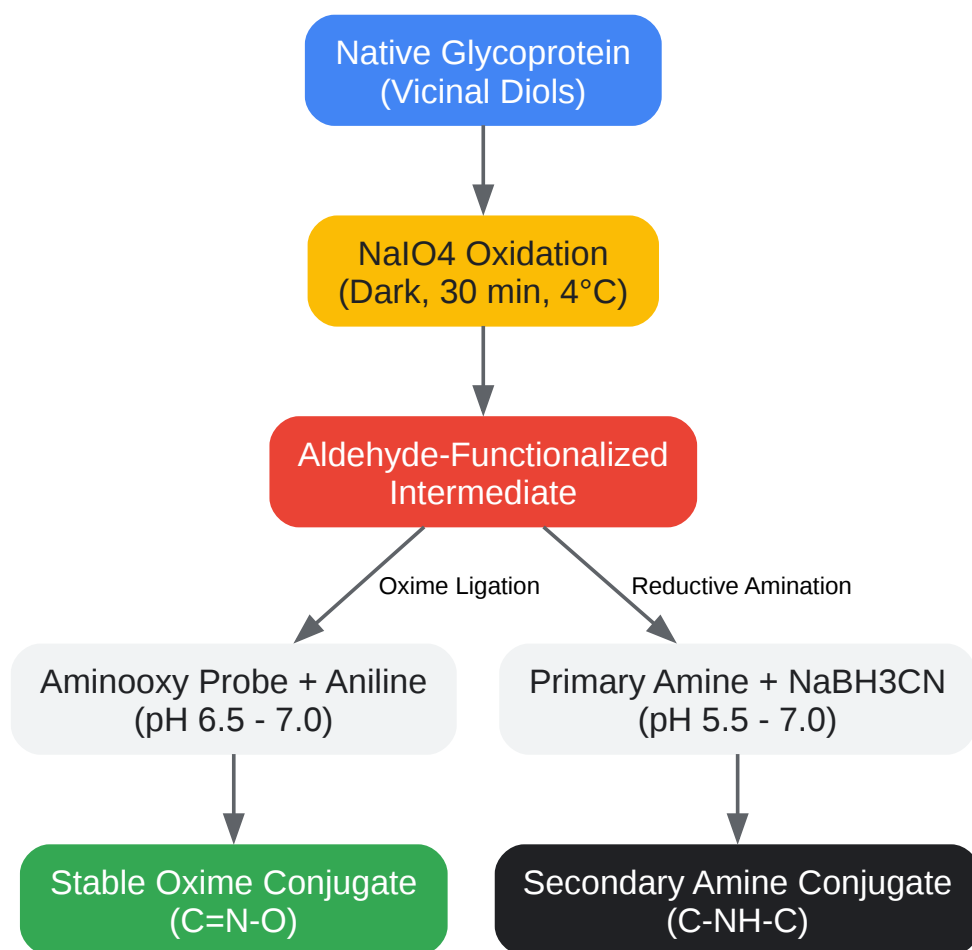 Native Glycoprotein
(Vicinal Diols)
NaIO4 Oxidation
(Dark, 30 min, 4°C)
Aldehyde-Functionalized
Intermediate
Oxime Ligation
Reductive Amination
Aminooxy Probe + Aniline
(pH 6.5 - 7.0)
Primary Amine + NaBH3CN
(pH 5.5 - 7.0)
Stable Oxime Conjugate
(C=N-O)
Secondary Amine Conjugate
(C-NH-C)